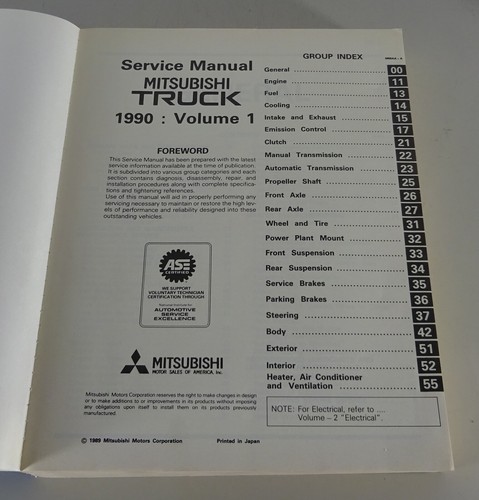 Service Manual
MITSUBISHI
TRUCK
1990 : Volume 1
FOREWORD
This Service Manual has been prepared with the latest
service information available at the time of publication.
It is subdivided into various group categories and each
section contains diagnosis, disassembly, repair, and
installation procedures along with complete specifica-
tions and tightening references.
Use of this manual will aid in properly performing any
servicing necessary to maintain or restore the high lev-
els of performance and reliability designed into these
outstanding vehicles.
ASE
CERTIFIED
WE SUPPORT
VOLUNTARY TECHNICIAN
CERTIFICATION THROUGH
National Institute for
AUTOMOTIVE
SERVICE
EXCELLENCE
MITSUBISHI
MOTOR SALES OF AMERICA, Inc.
Mitsubishi Motors Corporation reserves the right to make changes in design
or to make additions to or improvements in its products without imposing
any obligations upon itself to install them on its products previously
manufactured.
© 1989 Mitsubishi Motors Corporation Printed in Japan
GROUP INDEX
General 00
Engine 11
Fuel 13
Cooling 14
Intake and Exhaust 15
Emission Control 17
Clutch 21
Manual Transmission 22
Automatic Transmission 23
Propeller Shaft 25
Front Axle 26
Rear Axle 27
Wheel and Tire 31
Power Plant Mount 32
Front Suspension 33
Rear Suspension 34
Service Brakes 35
Parking Brakes 36
Steering 37
Body 42
Exterior 51
Interior 52
Heater, Air Conditioner
and Ventilation 55
NOTE: For Electrical, refer to ....
Volume – 2 "Electrical".